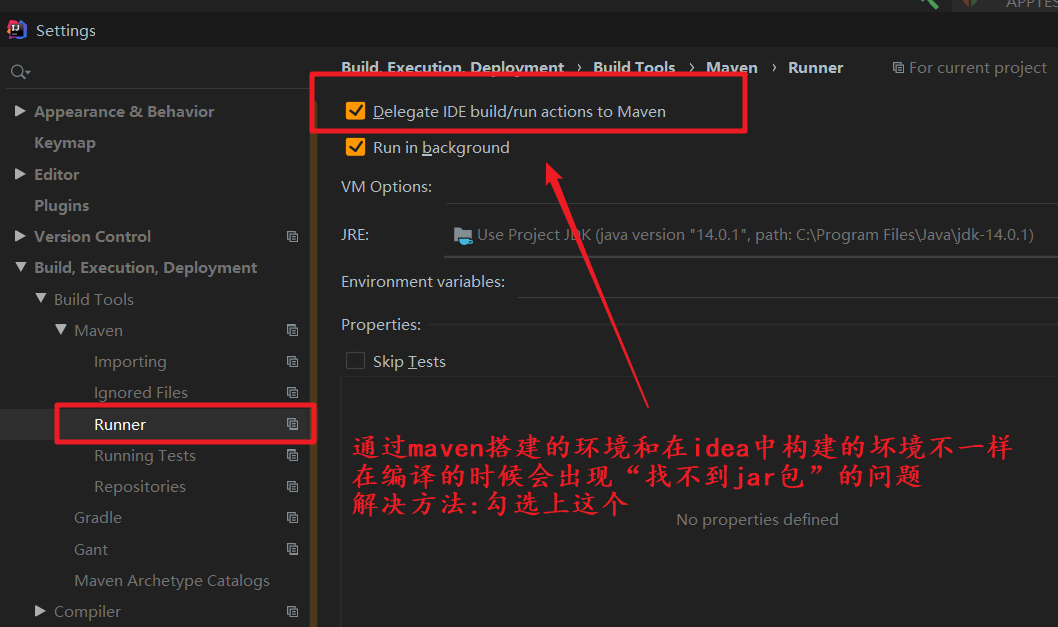 APPTES
Settings
Build, Execution, Deployment › Build Tools › Maven › Runner For current project
Appearance & Behavior
Keymap
Editor
Plugins
Version Control
Build, Execution, Deployment
Build Tools
Maven
Importing
Ignored Files
Runner
Running Tests
Repositories
Gradle
Gant
Maven Archetype Catalogs
Compiler
Delegate IDE build/run actions to Maven
Run in background
VM Options:
JRE: Use Project JDK (java version "14.0.1", path: C:\Program Files\Java\jdk-14.0.1)
Environment variables:
Properties:
Skip Tests
通过maven搭建的环境和在idea中构建的坏境不一样
在编译的时候会出现“找不到jar包”的问题
解决方法:勾选上这个
No properties defined